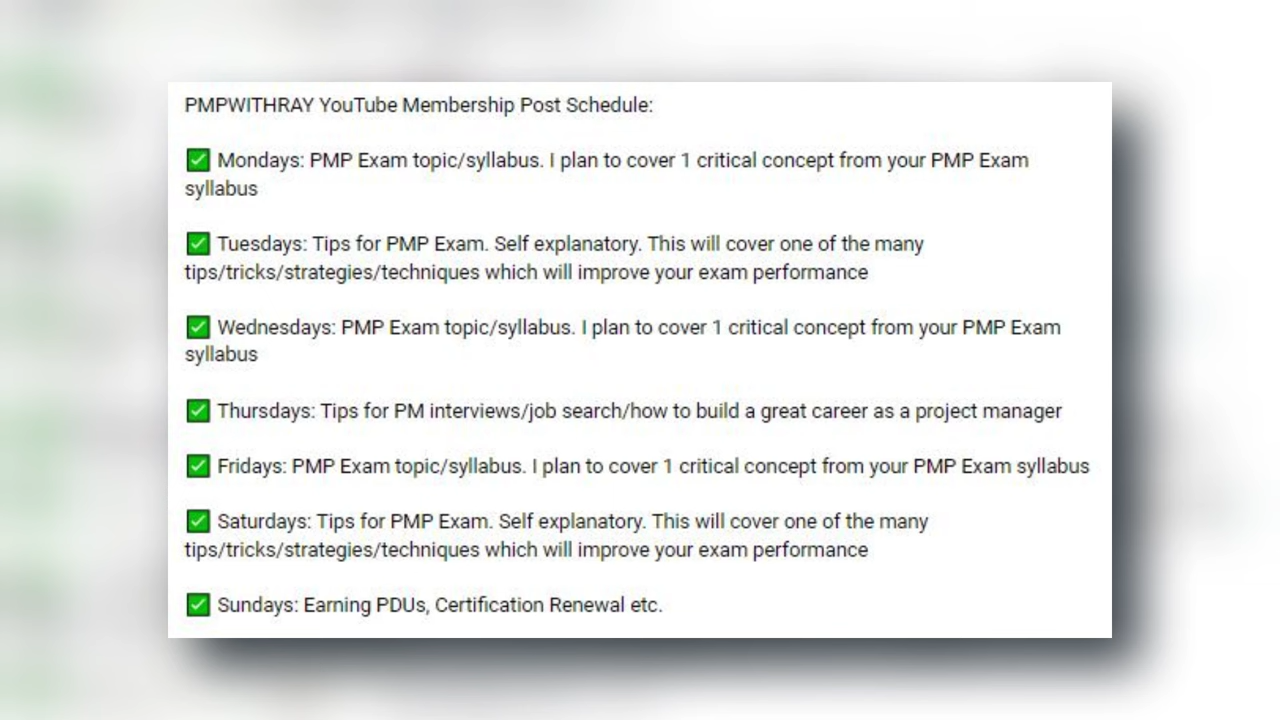 PMPWITHRAY YouTube Membership Post Schedule:
✅ Mondays: PMP Exam topic/syllabus. I plan to cover 1 critical concept from your PMP Exam
syllabus
✅ Tuesdays: Tips for PMP Exam. Self explanatory. This will cover one of the many
tips/tricks/strategies/techniques which will improve your exam performance
✅ Wednesdays: PMP Exam topic/syllabus. I plan to cover 1 critical concept from your PMP Exam
syllabus
✅ Thursdays: Tips for PM interviews/job search/how to build a great career as a project manager
✅ Fridays: PMP Exam topic/syllabus. I plan to cover 1 critical concept from your PMP Exam syllabus
✅ Saturdays: Tips for PMP Exam. Self explanatory. This will cover one of the many
tips/tricks/strategies/techniques which will improve your exam performance
✅ Sundays: Earning PDUs, Certification Renewal etc.